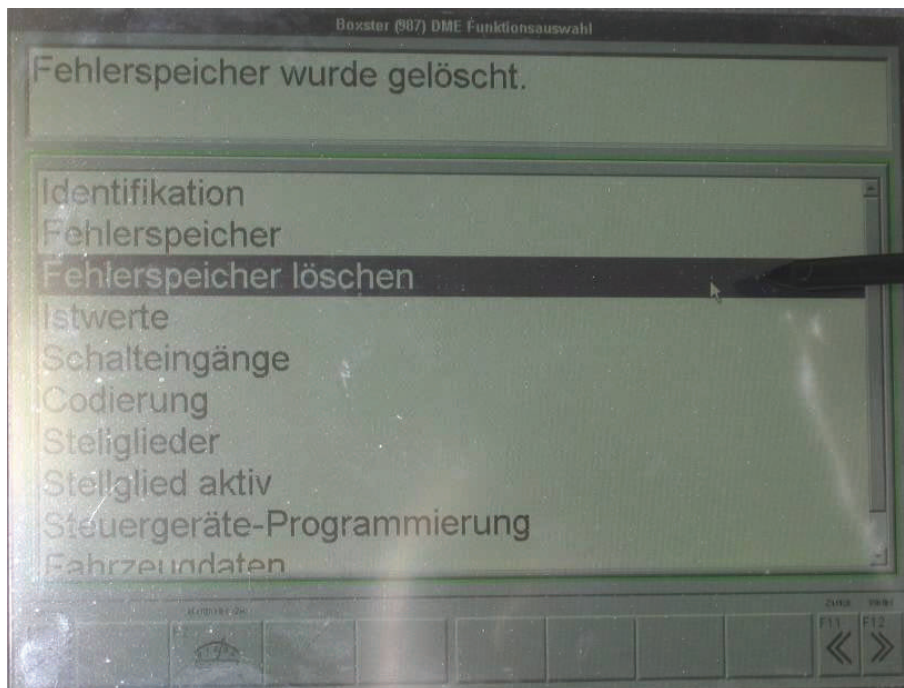 Boxster (987) DME Funktionsauswahl
Fehlerspeicher wurde gelöscht.
Identifikation
Fehlerspeicher
Fehlerspeicher löschen
Istwerte
Schalteingänge
Codierung
Stellglieder
Stellglied aktiv
Steuergeräte-Programmierung
Fahrzeugdaten
F11
F12